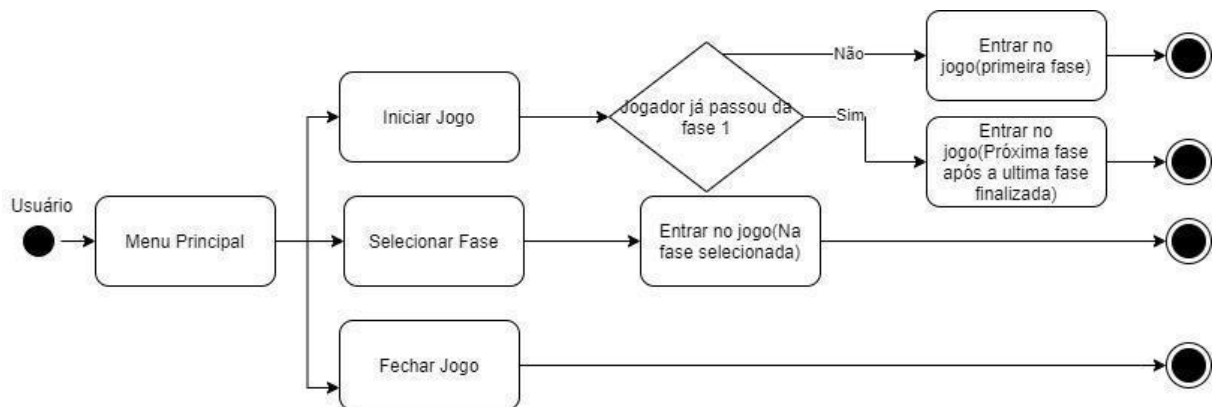 Não
Entrar no
jogo(primeira fase)
Iniciar Jogo
Jogador já passou da
fase 1
Sim
Entrar no
jogo(Próxima fase
após a ultima fase
finalizada)
Usuário
Menu Principal
Selecionar Fase
Entrar no jogo(Na
fase selecionada)
Fechar Jogo